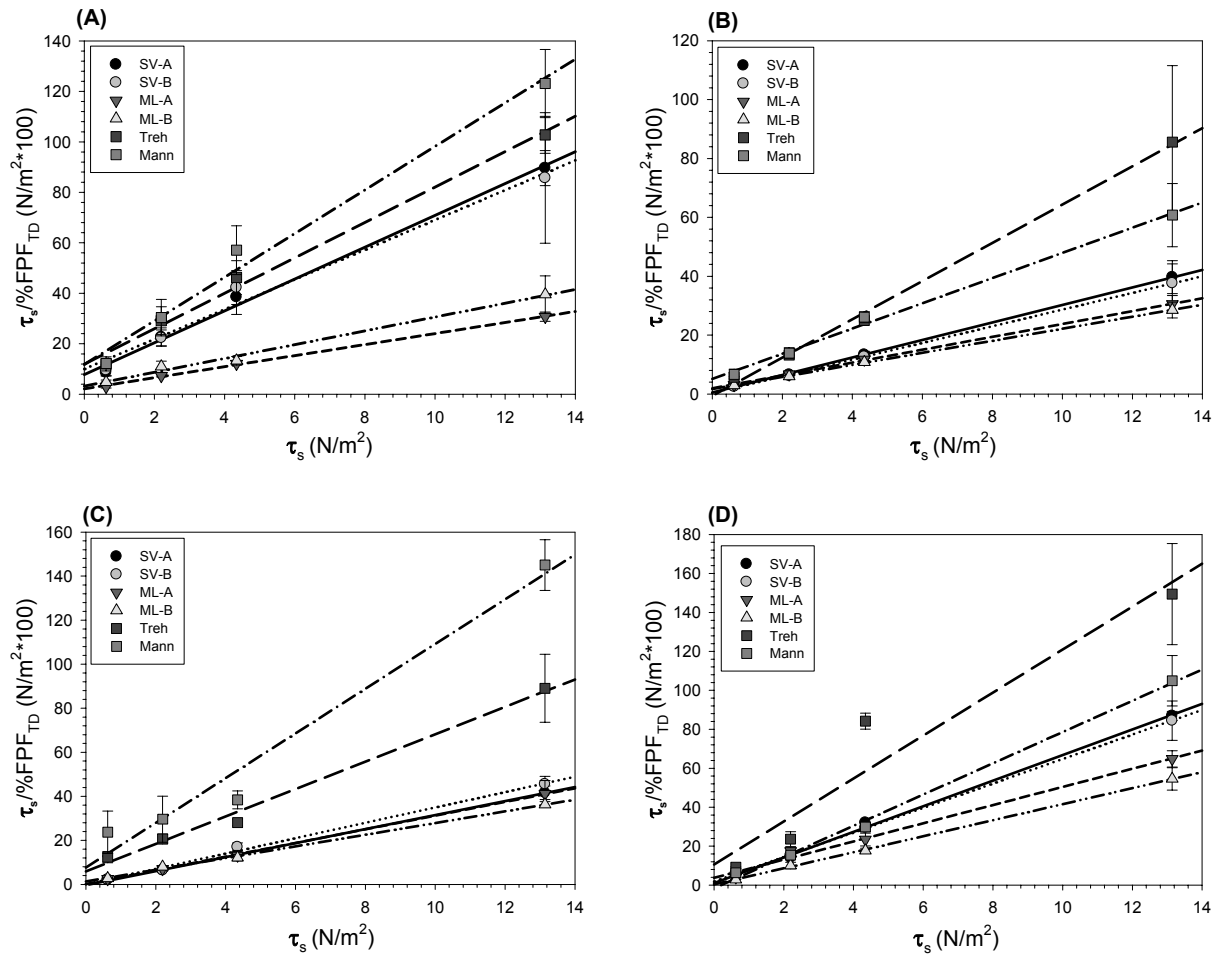 (A)
140
120
100
80
60
40
20
0
τs/%FPFTD (N/m2*100)
SV-A
SV-B
ML-A
ML-B
Treh
Mann
0 2 4 6 8 10 12 14
τs (N/m2)
(B)
120
100
80
60
40
20
0
τs/%FPFTD (N/m2*100)
SV-A
SV-B
ML-A
ML-B
Treh
Mann
0 2 4 6 8 10 12 14
τs (N/m2)
(C)
160
140
120
100
80
60
40
20
0
τs/%FPFTD (N/m2*100)
SV-A
SV-B
ML-A
ML-B
Treh
Mann
0 2 4 6 8 10 12 14
τs (N/m2)
(D)
180
160
140
120
100
80
60
40
20
0
τs/%FPFTD (N/m2*100)
SV-A
SV-B
ML-A
ML-B
Treh
Mann
0 2 4 6 8 10 12 14
τs (N/m2)